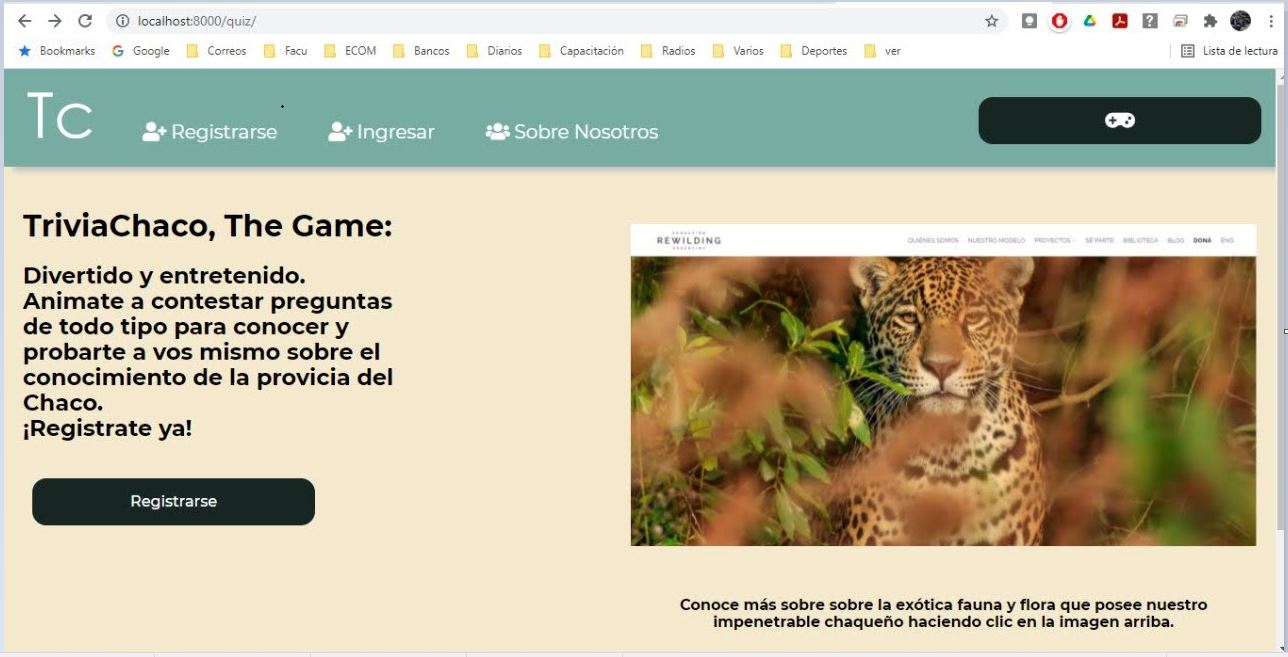 localhost:8000/quiz/
Bookmarks Google Correos Facu ECOM Bancos Diarios Capacitación Radios Varios Deportes ver Lista de lectura
Tc Registrarse Ingresar Sobre Nosotros
TriviaChaco, The Game:
Divertido y entretenido.
Animate a contestar preguntas
de todo tipo para conocer y
probarte a vos mismo sobre el
conocimiento de la provicia del
Chaco.
¡Registrate ya!
Registrarse
REWILDING
QUIÉNES SOMOS NUESTRO MODELO PROYECTOS SÉ PARTE BIBLIOTECA BLOG DONÁ ENG
Conoce más sobre sobre la exótica fauna y flora que posee nuestro
impenetrable chaqueño haciendo clic en la imagen arriba.